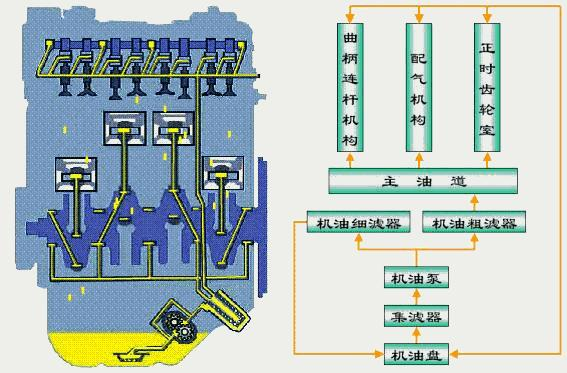 曲柄连杆机构
配气机构
正时齿轮室
主油道
机油细滤器
机油粗滤器
机油泵
集滤器
机油盘